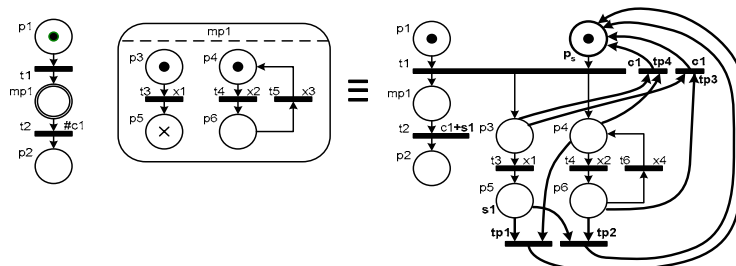 p1
t1
mp1
t2 #c1
p2
mp1
p3 p4
t3 x1 t4 x2 t5 x3
p5 p6
≡
p1
ps
t1
c1 tp4 c1
tp3
mp1
t2 c1+s1
p2
p3 p4
t3 x1 t4 x2 t6 x4
p5 p6
s1
tp1 tp2